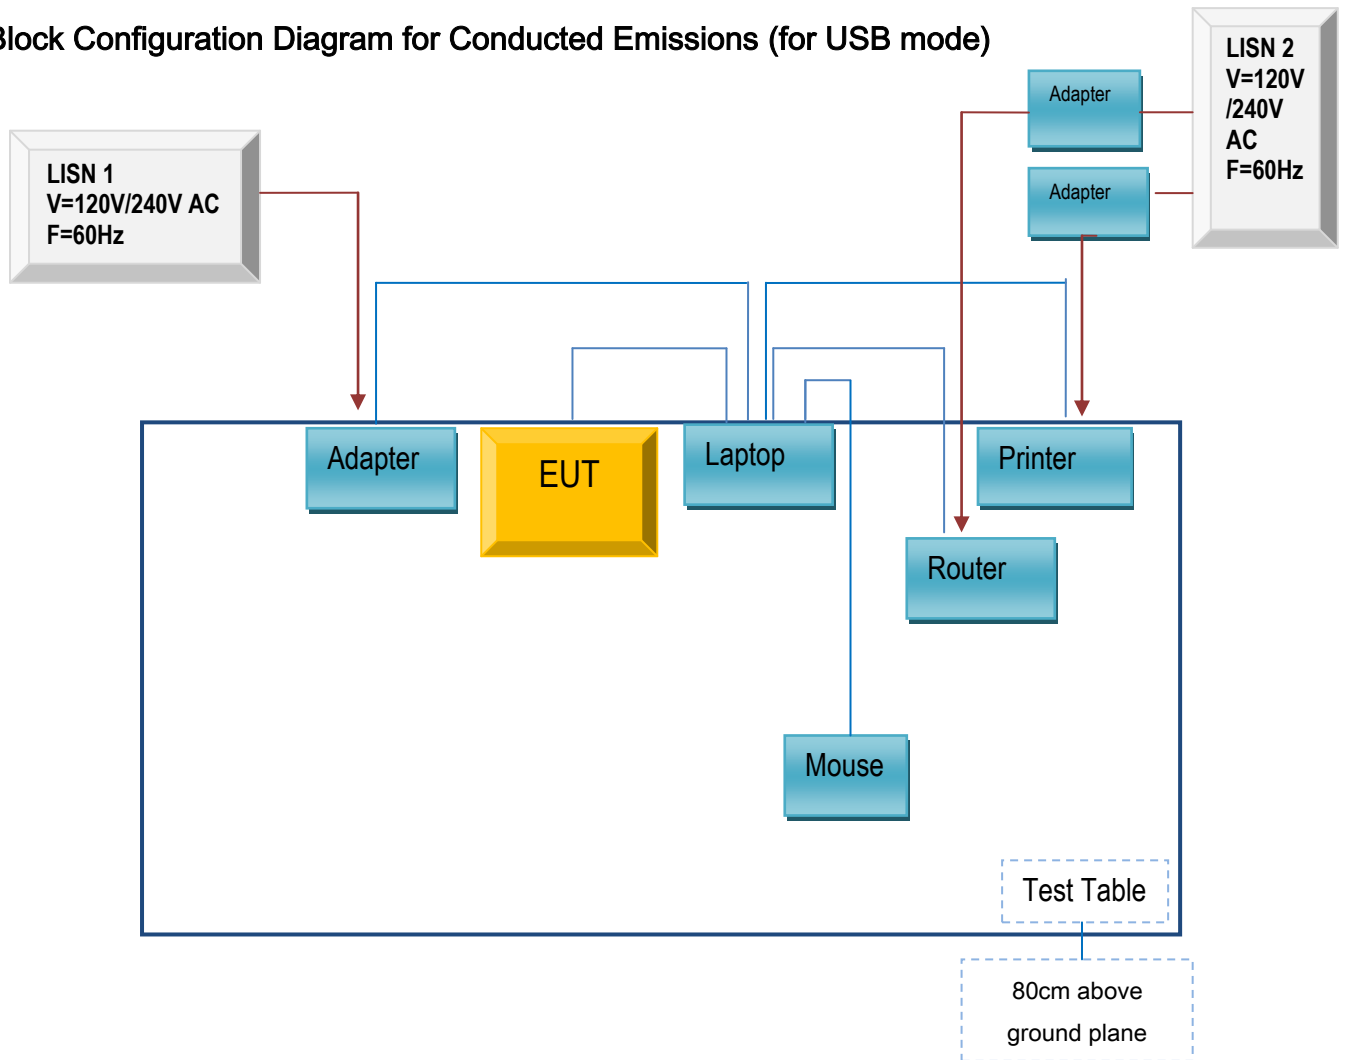 Block Configuration Diagram for Conducted Emissions (for USB mode)
LISN 2
V=120V
/240V
AC
F=60Hz
Adapter
Adapter
LISN 1
V=120V/240V AC
F=60Hz
Adapter
EUT
Laptop
Printer
Router
Mouse
Test Table
80cm above
ground plane